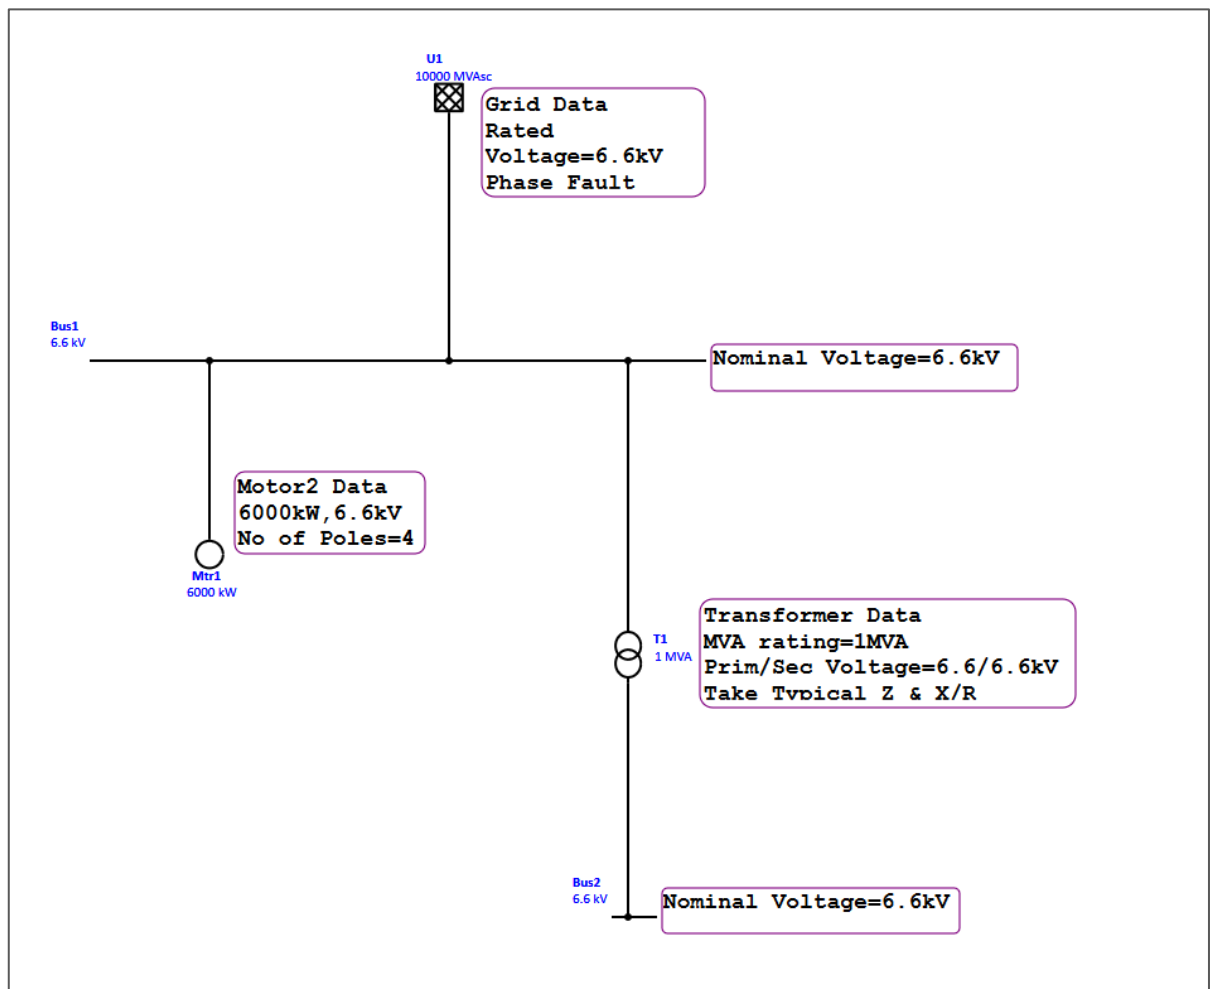 U1
10000 MVAsc
Grid Data
Rated
Voltage=6.6kV
Phase Fault
Bus1
6.6 kV
Nominal Voltage=6.6kV
Motor2 Data
6000kW,6.6kV
No of Poles=4
Mtr1
6000 kW
Transformer Data
MVA rating=1MVA
Prim/Sec Voltage=6.6/6.6kV
Take Typical Z & X/R
T1
1 MVA
Bus2
6.6 kV
Nominal Voltage=6.6kV